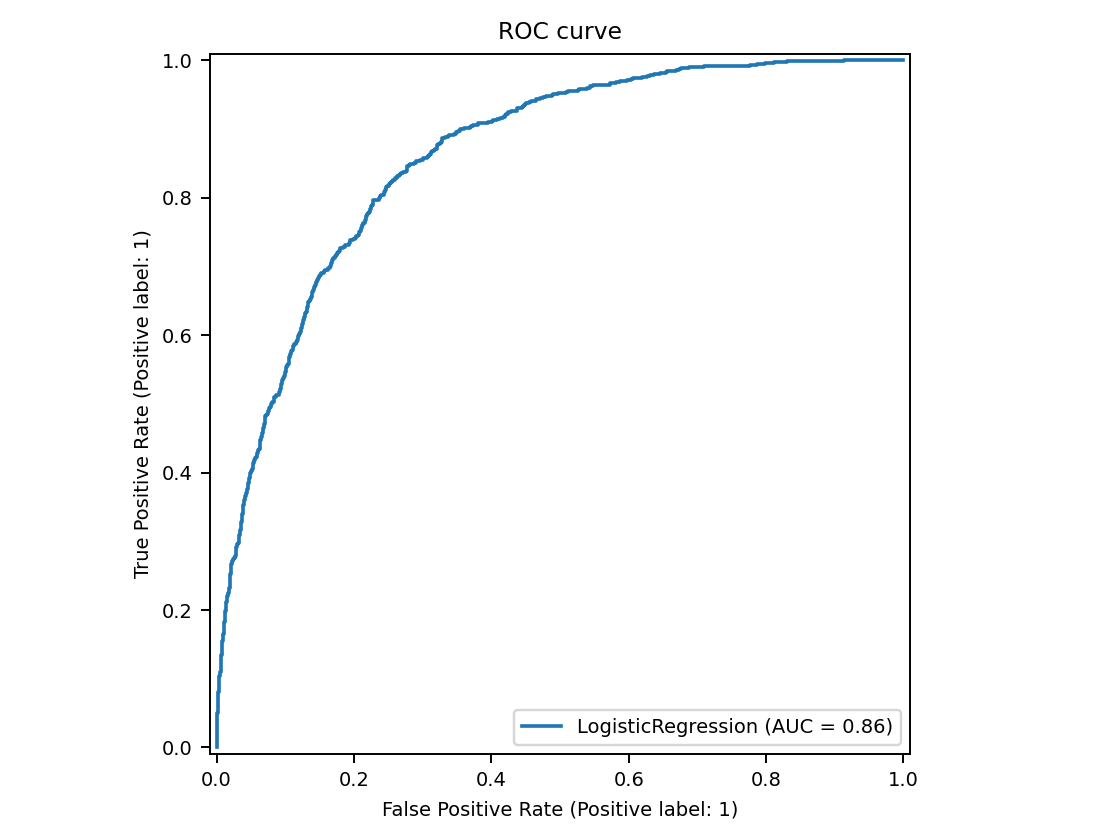 ROC curve
1.0
0.8
0.6
0.4
0.2
0.0
True Positive Rate (Positive label: 1)
LogisticRegression (AUC = 0.86)
0.0 0.2 0.4 0.6 0.8 1.0
False Positive Rate (Positive label: 1)